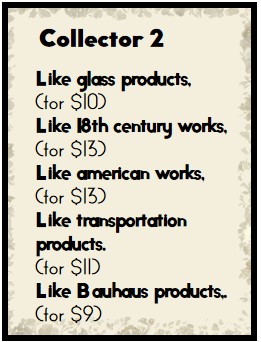 Collector 2
Like glass products,
(for $10)
Like 18th century works,
(for $13)
Like american works,
(for $13)
Like transportation
products.
(for $11)
Like Bauhaus products,.
(for $9)